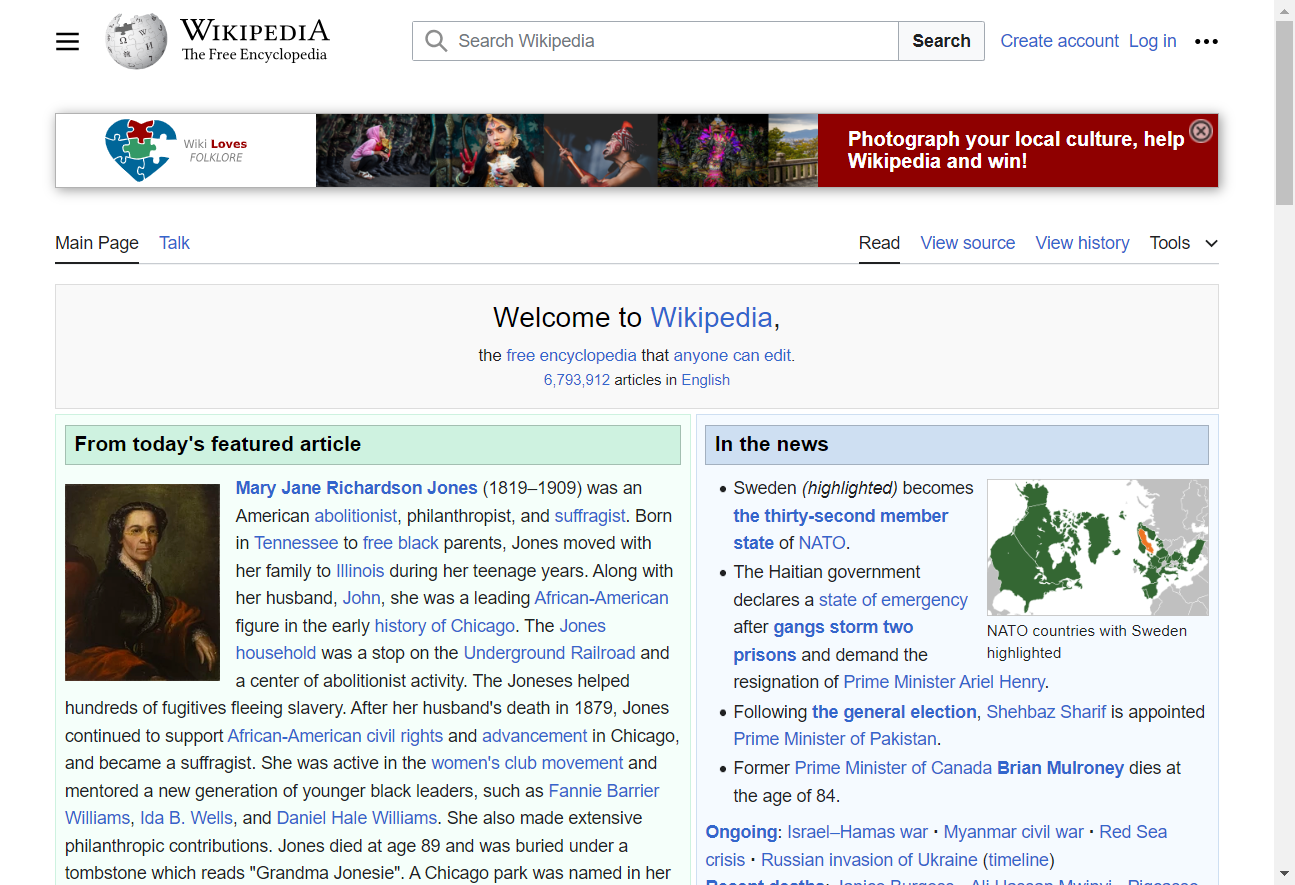 WIKIPEDIA
The Free Encyclopedia
Search Wikipedia
Search
Create account Log in
Wiki Loves
FOLKLORE
Photograph your local culture, help
Wikipedia and win!
Main Page Talk
Read View source View history Tools
Welcome to Wikipedia,
the free encyclopedia that anyone can edit.
6,793,912 articles in English
From today's featured article
Mary Jane Richardson Jones (1819–1909) was an
American abolitionist, philanthropist, and suffragist. Born
in Tennessee to free black parents, Jones moved with
her family to Illinois during her teenage years. Along with
her husband, John, she was a leading African-American
figure in the early history of Chicago. The Jones
household was a stop on the Underground Railroad and
a center of abolitionist activity. The Joneses helped
hundreds of fugitives fleeing slavery. After her husband's death in 1879, Jones
continued to support African-American civil rights and advancement in Chicago,
and became a suffragist. She was active in the women's club movement and
mentored a new generation of younger black leaders, such as Fannie Barrier
Williams, Ida B. Wells, and Daniel Hale Williams. She also made extensive
philanthropic contributions. Jones died at age 89 and was buried under a
tombstone which reads "Grandma Jonesie". A Chicago park was named in her
In the news
• Sweden (highlighted) becomes
the thirty-second member
state of NATO.
• The Haitian government
declares a state of emergency
after gangs storm two
prisons and demand the
resignation of Prime Minister Ariel Henry.
NATO countries with Sweden
highlighted
• Following the general election, Shehbaz Sharif is appointed
Prime Minister of Pakistan.
• Former Prime Minister of Canada Brian Mulroney dies at
the age of 84.
Ongoing: Israel–Hamas war · Myanmar civil war · Red Sea
crisis · Russian invasion of Ukraine (timeline)
Recent deaths: Janice Burgess · Ali Hassan Mwinyi ·